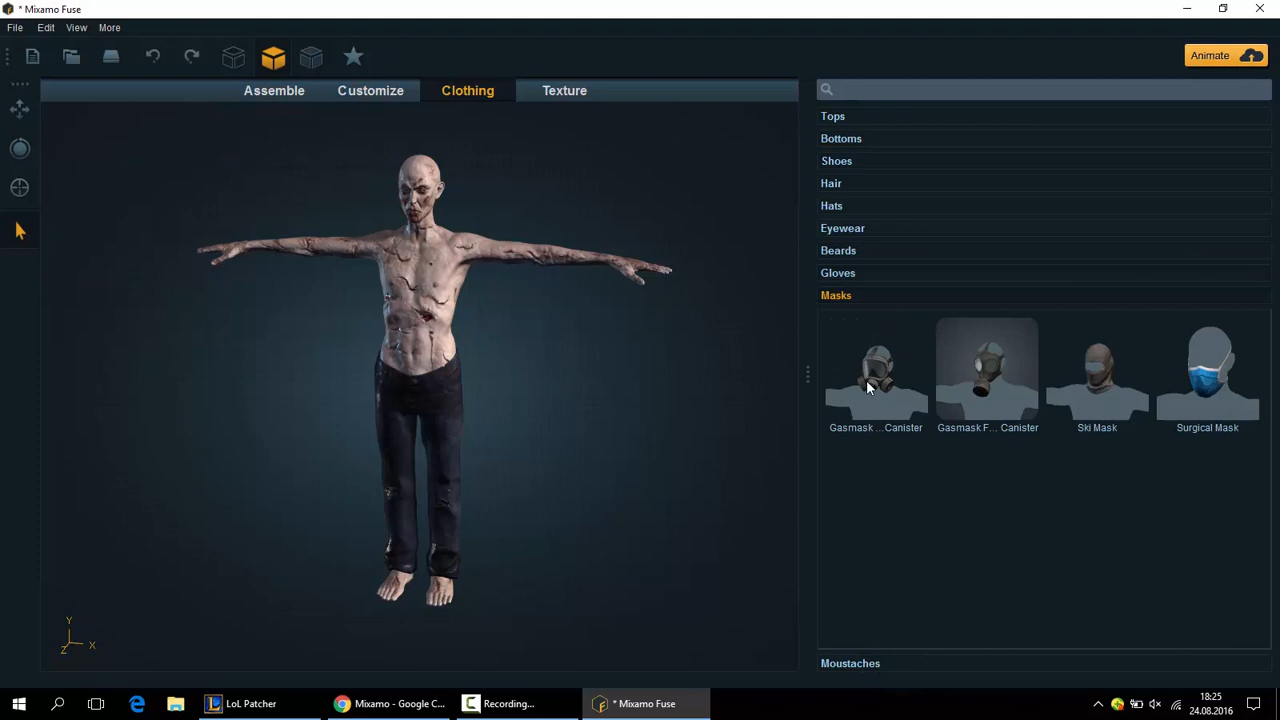 * Mixamo Fuse
File Edit View More
Animate
Assemble Customize Clothing Texture
Tops
Bottoms
Shoes
Hair
Hats
Eyewear
Beards
Gloves
Masks
Gasmask ...Canister Gasmask F... Canister Ski Mask Surgical Mask
Moustaches
Y
X
Z
LoL Patcher Mixamo - Google C... Recording... * Mixamo Fuse
18:25
24.08.2016